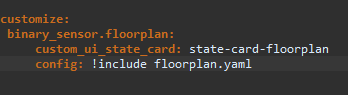 customize:
 binary_sensor.floorplan:
    custom_ui_state_card: state-card-floorplan
    config: !include floorplan.yaml